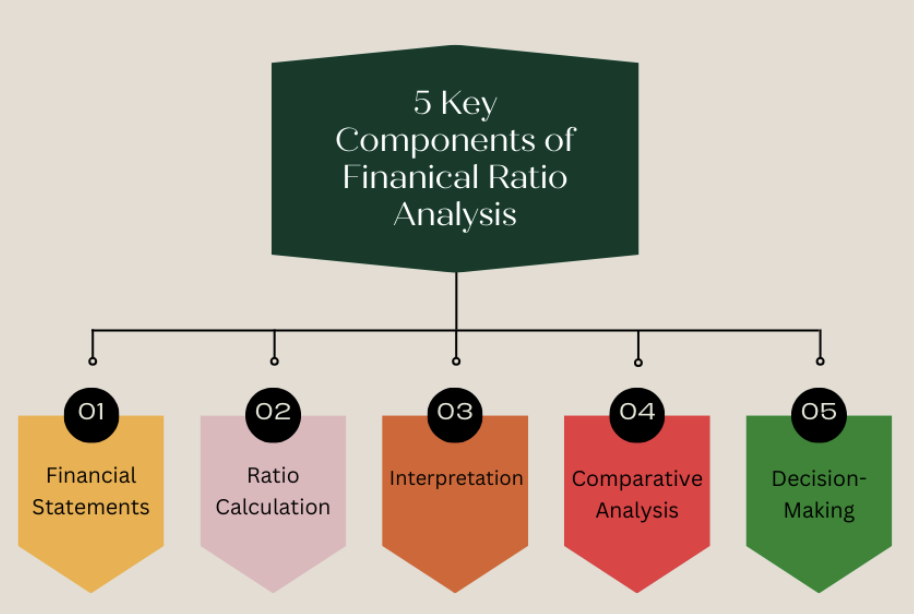 5 Key
Components of
Finanical Ratio
Analysis
01
Financial
Statements
02
Ratio
Calculation
03
Interpretation
04
Comparative
Analysis
05
Decision-
Making